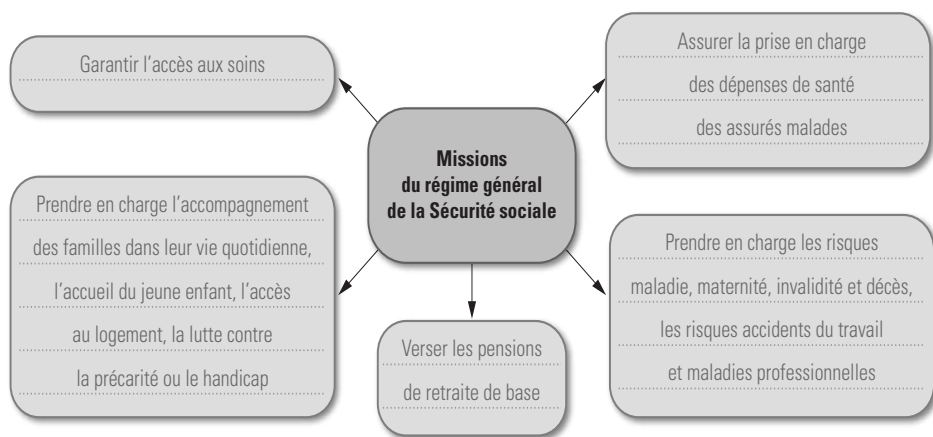 Garantir l’accès aux soins
Assurer la prise en charge
des dépenses de santé
des assurés malades
Missions
du régime général
de la Sécurité sociale
Prendre en charge l’accompagnement
des familles dans leur vie quotidienne,
l’accueil du jeune enfant, l’accès
au logement, la lutte contre
la précarité ou le handicap
Verser les pensions
de retraite de base
Prendre en charge les risques
maladie, maternité, invalidité et décès,
les risques accidents du travail
et maladies professionnelles